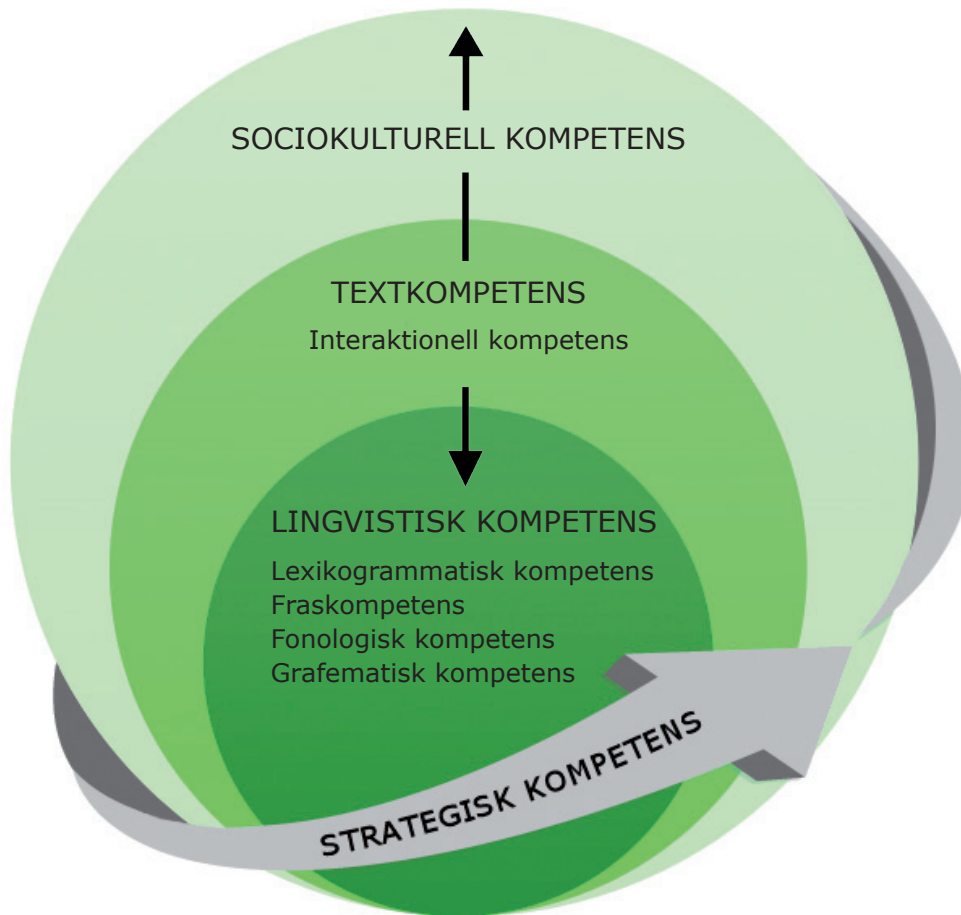 SOCIOKULTURELL KOMPETENS
TEXTKOMPETENS
Interaktionell kompetens
LINGVISTISK KOMPETENS
Lexikogrammatisk kompetens
Fraskompetens
Fonologisk kompetens
Grafematisk kompetens
STRATEGISK KOMPETENS